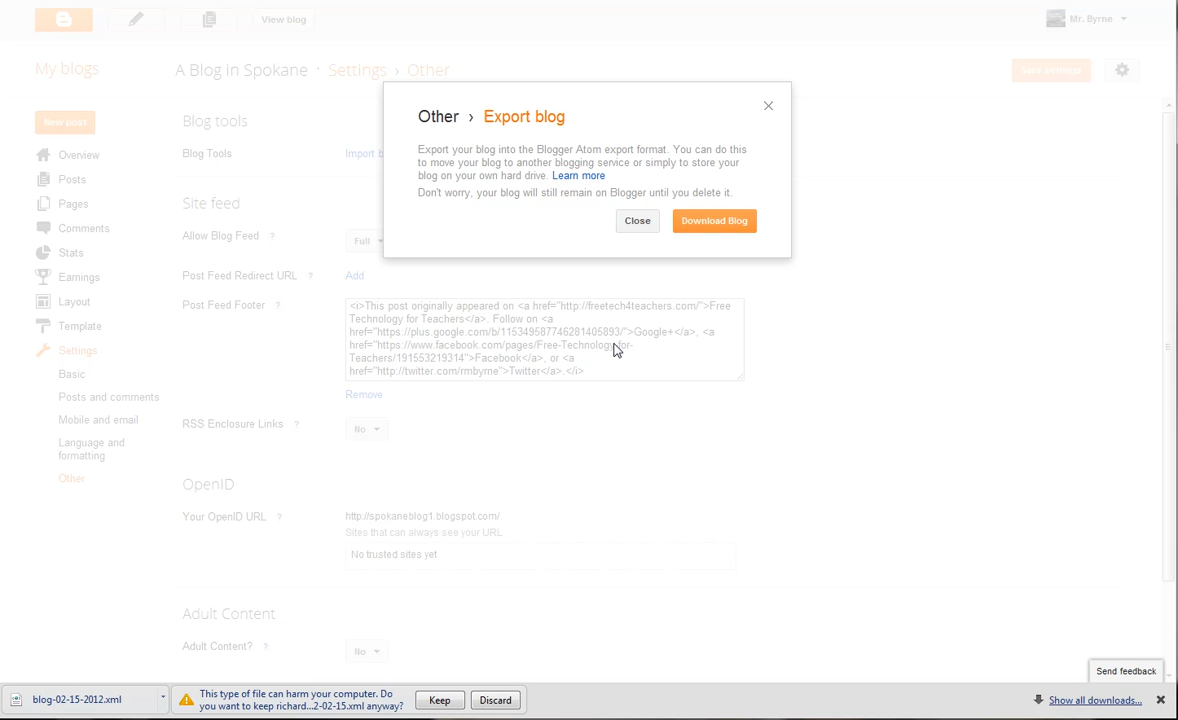 View blog
Mr. Byrne
My blogs
A Blog in Spokane · Settings › Other
Save settings
New post
Overview
Posts
Pages
Comments
Stats
Earnings
Layout
Template
Settings
Basic
Posts and comments
Mobile and email
Language and
formatting
Other
Other › Export blog
Export your blog into the Blogger Atom export format. You can do this
to move your blog to another blogging service or simply to store your
blog on your own hard drive. Learn more
Don't worry, your blog will still remain on Blogger until you delete it.
Close
Download Blog
Blog tools
Blog Tools
Import b
Site feed
Allow Blog Feed ?
Full
Post Feed Redirect URL ?
Add
Post Feed Footer ?
<i>This post originally appeared on <a href="http://freetech4teachers.com/">Free
Technology for Teachers</a>. Follow on <a
href="https://plus.google.com/b/115349587746281405893/">Google+</a>, <a
href="https://www.facebook.com/pages/Free-Technology-for-
Teachers/191553219314">Facebook</a>, or <a
href="http://twitter.com/rmbyrne">Twitter</a>.</i>
Remove
RSS Enclosure Links ?
No
OpenID
Your OpenID URL ?
http://spokaneblog1.blogspot.com/
Sites that can always see your URL
No trusted sites yet
Adult Content
Adult Content? ?
No
Send feedback
blog-02-15-2012.xml
This type of file can harm your computer. Do
you want to keep richard...2-02-15.xml anyway?
Keep
Discard
Show all downloads...